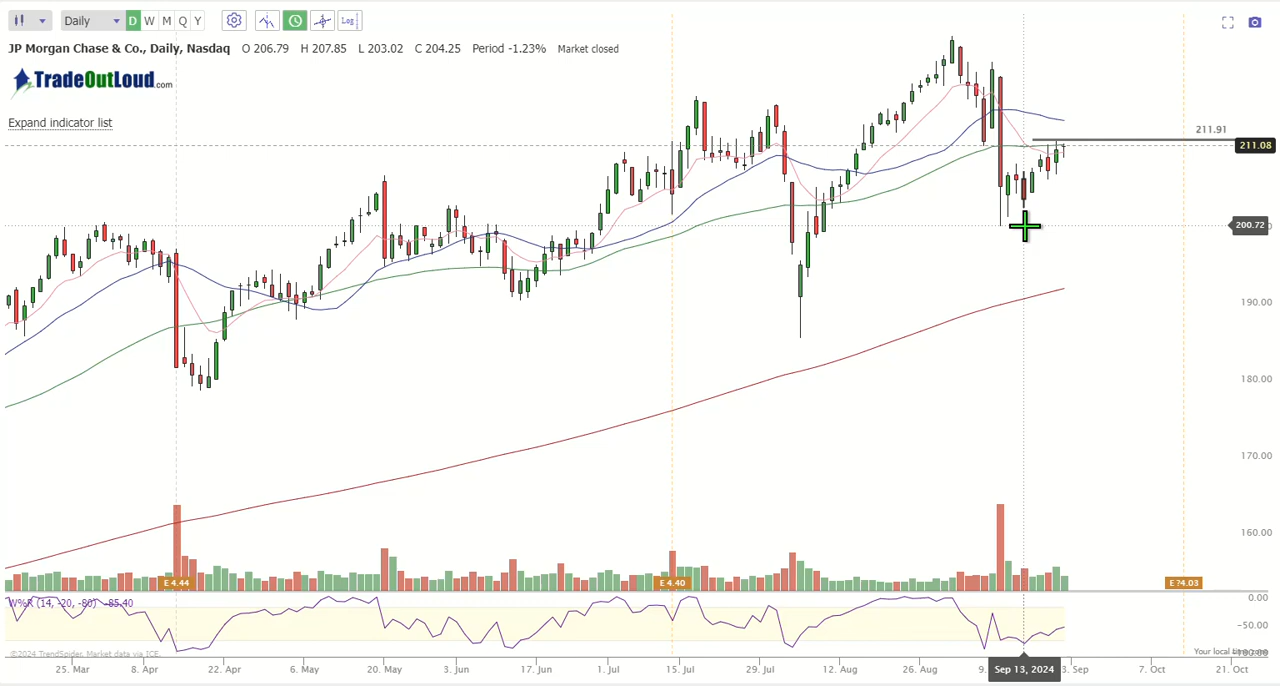 Daily D W M Q Y Log
JP Morgan Chase & Co., Daily, Nasdaq O 206.79 H 207.85 L 203.02 C 204.25 Period -1.23% Market closed
TradeOutLoud.com
Expand indicator list
211.91
211.08
200.72
190.00
180.00
170.00
160.00
E 4.44 E 4.40 E ?4.03
W%R (14, -20, -80) -85.40
0.00
-50.00
©2024 TrendSpider. Market data via ICE.
25. Mar 8. Apr 22. Apr 6. May 20. May 3. Jun 17. Jun 1. Jul 15. Jul 29. Jul 12. Aug 26. Aug 9. Sep 13, 2024 3. Sep 7. Oct 21. Oct